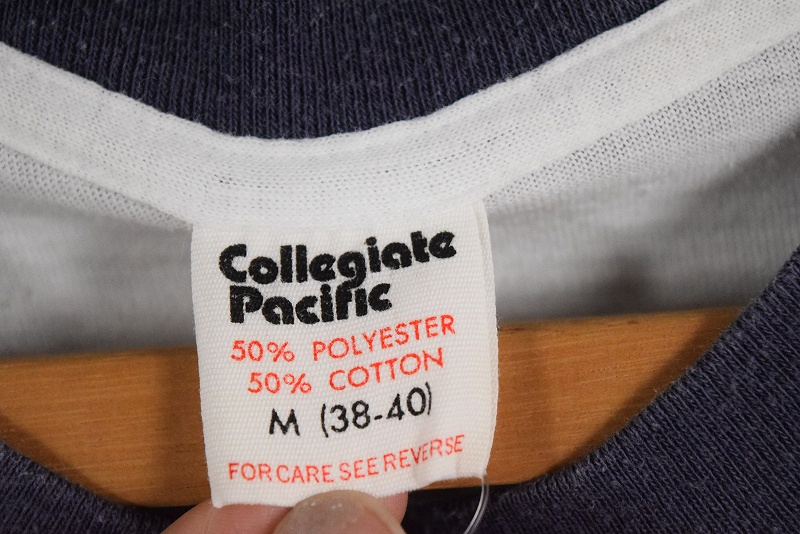 Collegiate
Pacific
50% POLYESTER
50% COTTON
M (38-40)
FOR CARE SEE REVERSE